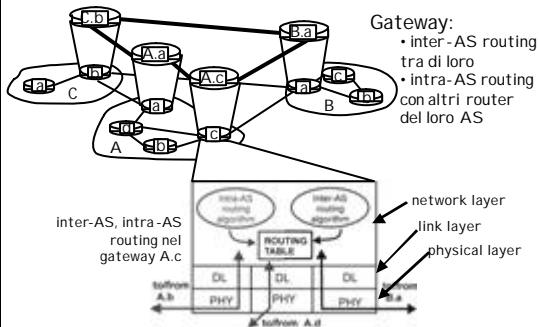 C.b
B.a
A.a
A.c
Gateway:
• inter-AS routing
tra di loro
• intra-AS routing
con altri router
del loro AS
a
b
C
a
c
b
B
a
d
A
b
c
inter-AS, intra-AS
routing nel
gateway A.c
Intra-AS
routing
algorithm
Inter-AS
routing
algorithm
ROUTING
TABLE
DL
DL
DL
PHY
PHY
PHY
to/from
A.b
to/from A.d
to/from
B.a
network layer
link layer
physical layer